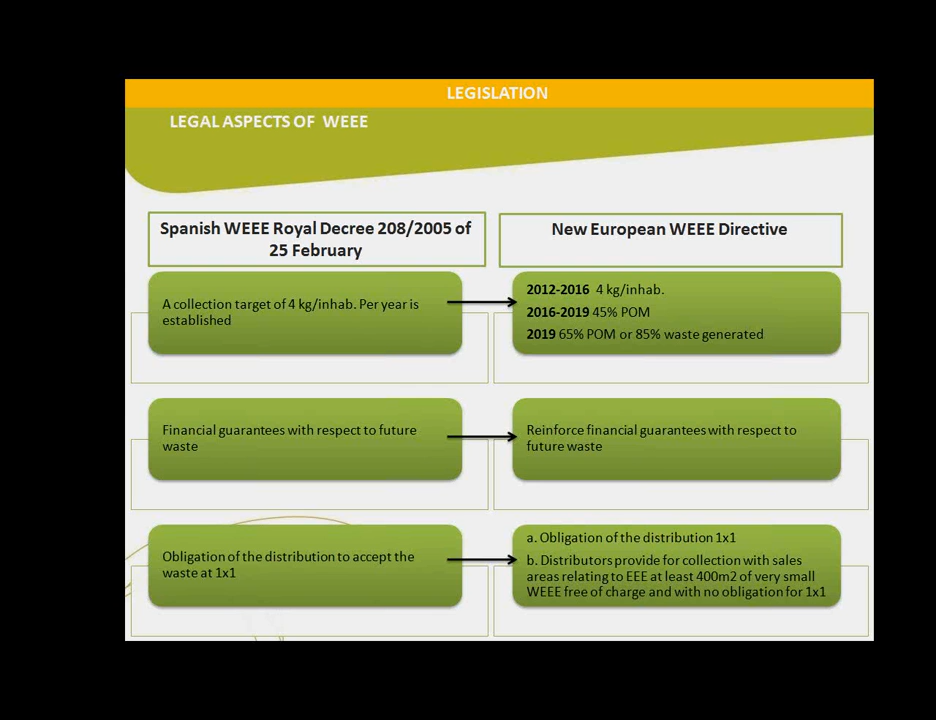 LEGISLATION
LEGAL ASPECTS OF WEEE
Spanish WEEE Royal Decree 208/2005 of
25 February
New European WEEE Directive
A collection target of 4 kg/inhab. Per year is
established
2012-2016 4 kg/inhab.
2016-2019 45% POM
2019 65% POM or 85% waste generated
Financial guarantees with respect to future
waste
Reinforce financial guarantees with respect to
future waste
Obligation of the distribution to accept the
waste at 1x1
a. Obligation of the distribution 1x1
b. Distributors provide for collection with sales
areas relating to EEE at least 400m2 of very small
WEEE free of charge and with no obligation for 1x1